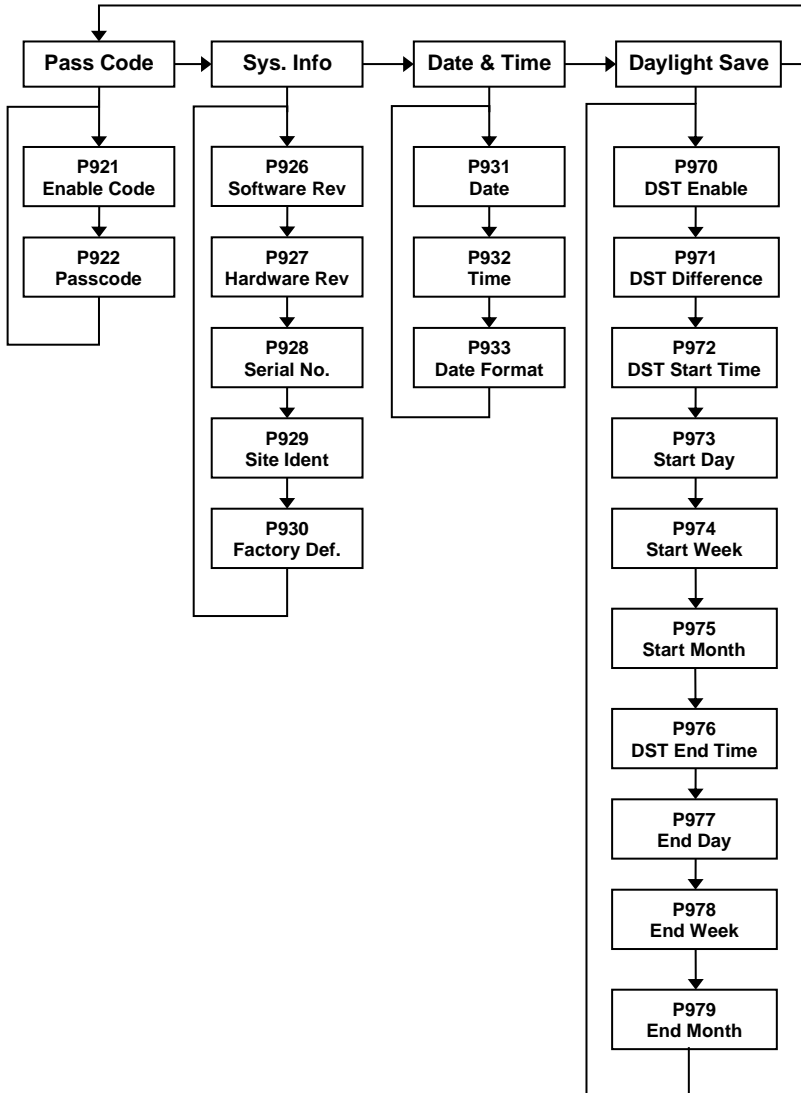 Pass Code
Sys. Info
Date & Time
Daylight Save
P921
Enable Code
P922
Passcode
P926
Software Rev
P927
Hardware Rev
P928
Serial No.
P929
Site Ident
P930
Factory Def.
P931
Date
P932
Time
P933
Date Format
P970
DST Enable
P971
DST Difference
P972
DST Start Time
P973
Start Day
P974
Start Week
P975
Start Month
P976
DST End Time
P977
End Day
P978
End Week
P979
End Month